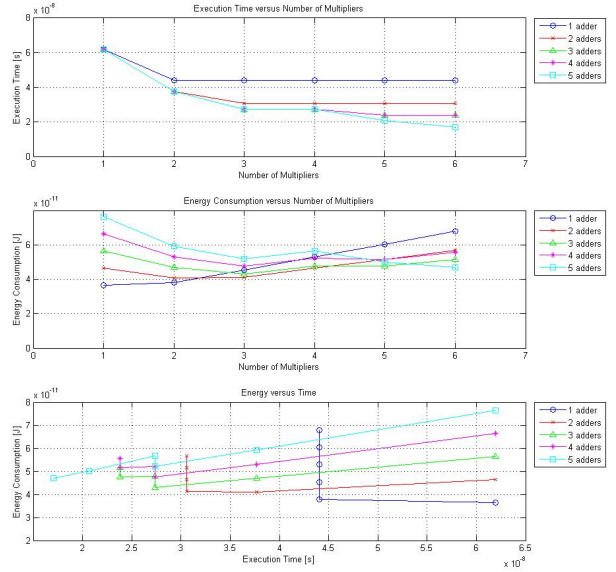 Execution Time versus Number of Multipliers
x 10^-8
8
6
4
2
0
0 1 2 3 4 5 6 7
Execution Time [s]
Number of Multipliers
1 adder
2 adders
3 adders
4 adders
5 adders
Energy Consumption versus Number of Multipliers
x 10^-11
6
4
2
0
0 1 2 3 4 5 6 7
Energy Consumption [J]
Number of Multipliers
1 adder
2 adders
3 adders
4 adders
5 adders
Energy versus Time
x 10^-11
8
7
6
5
4
3
2
2 2.5 3 3.5 4 4.5 5 5.5 6 6.5
x 10^-8
Energy Consumption [J]
Execution Time [s]
1 adder
2 adders
3 adders
4 adders
5 adders